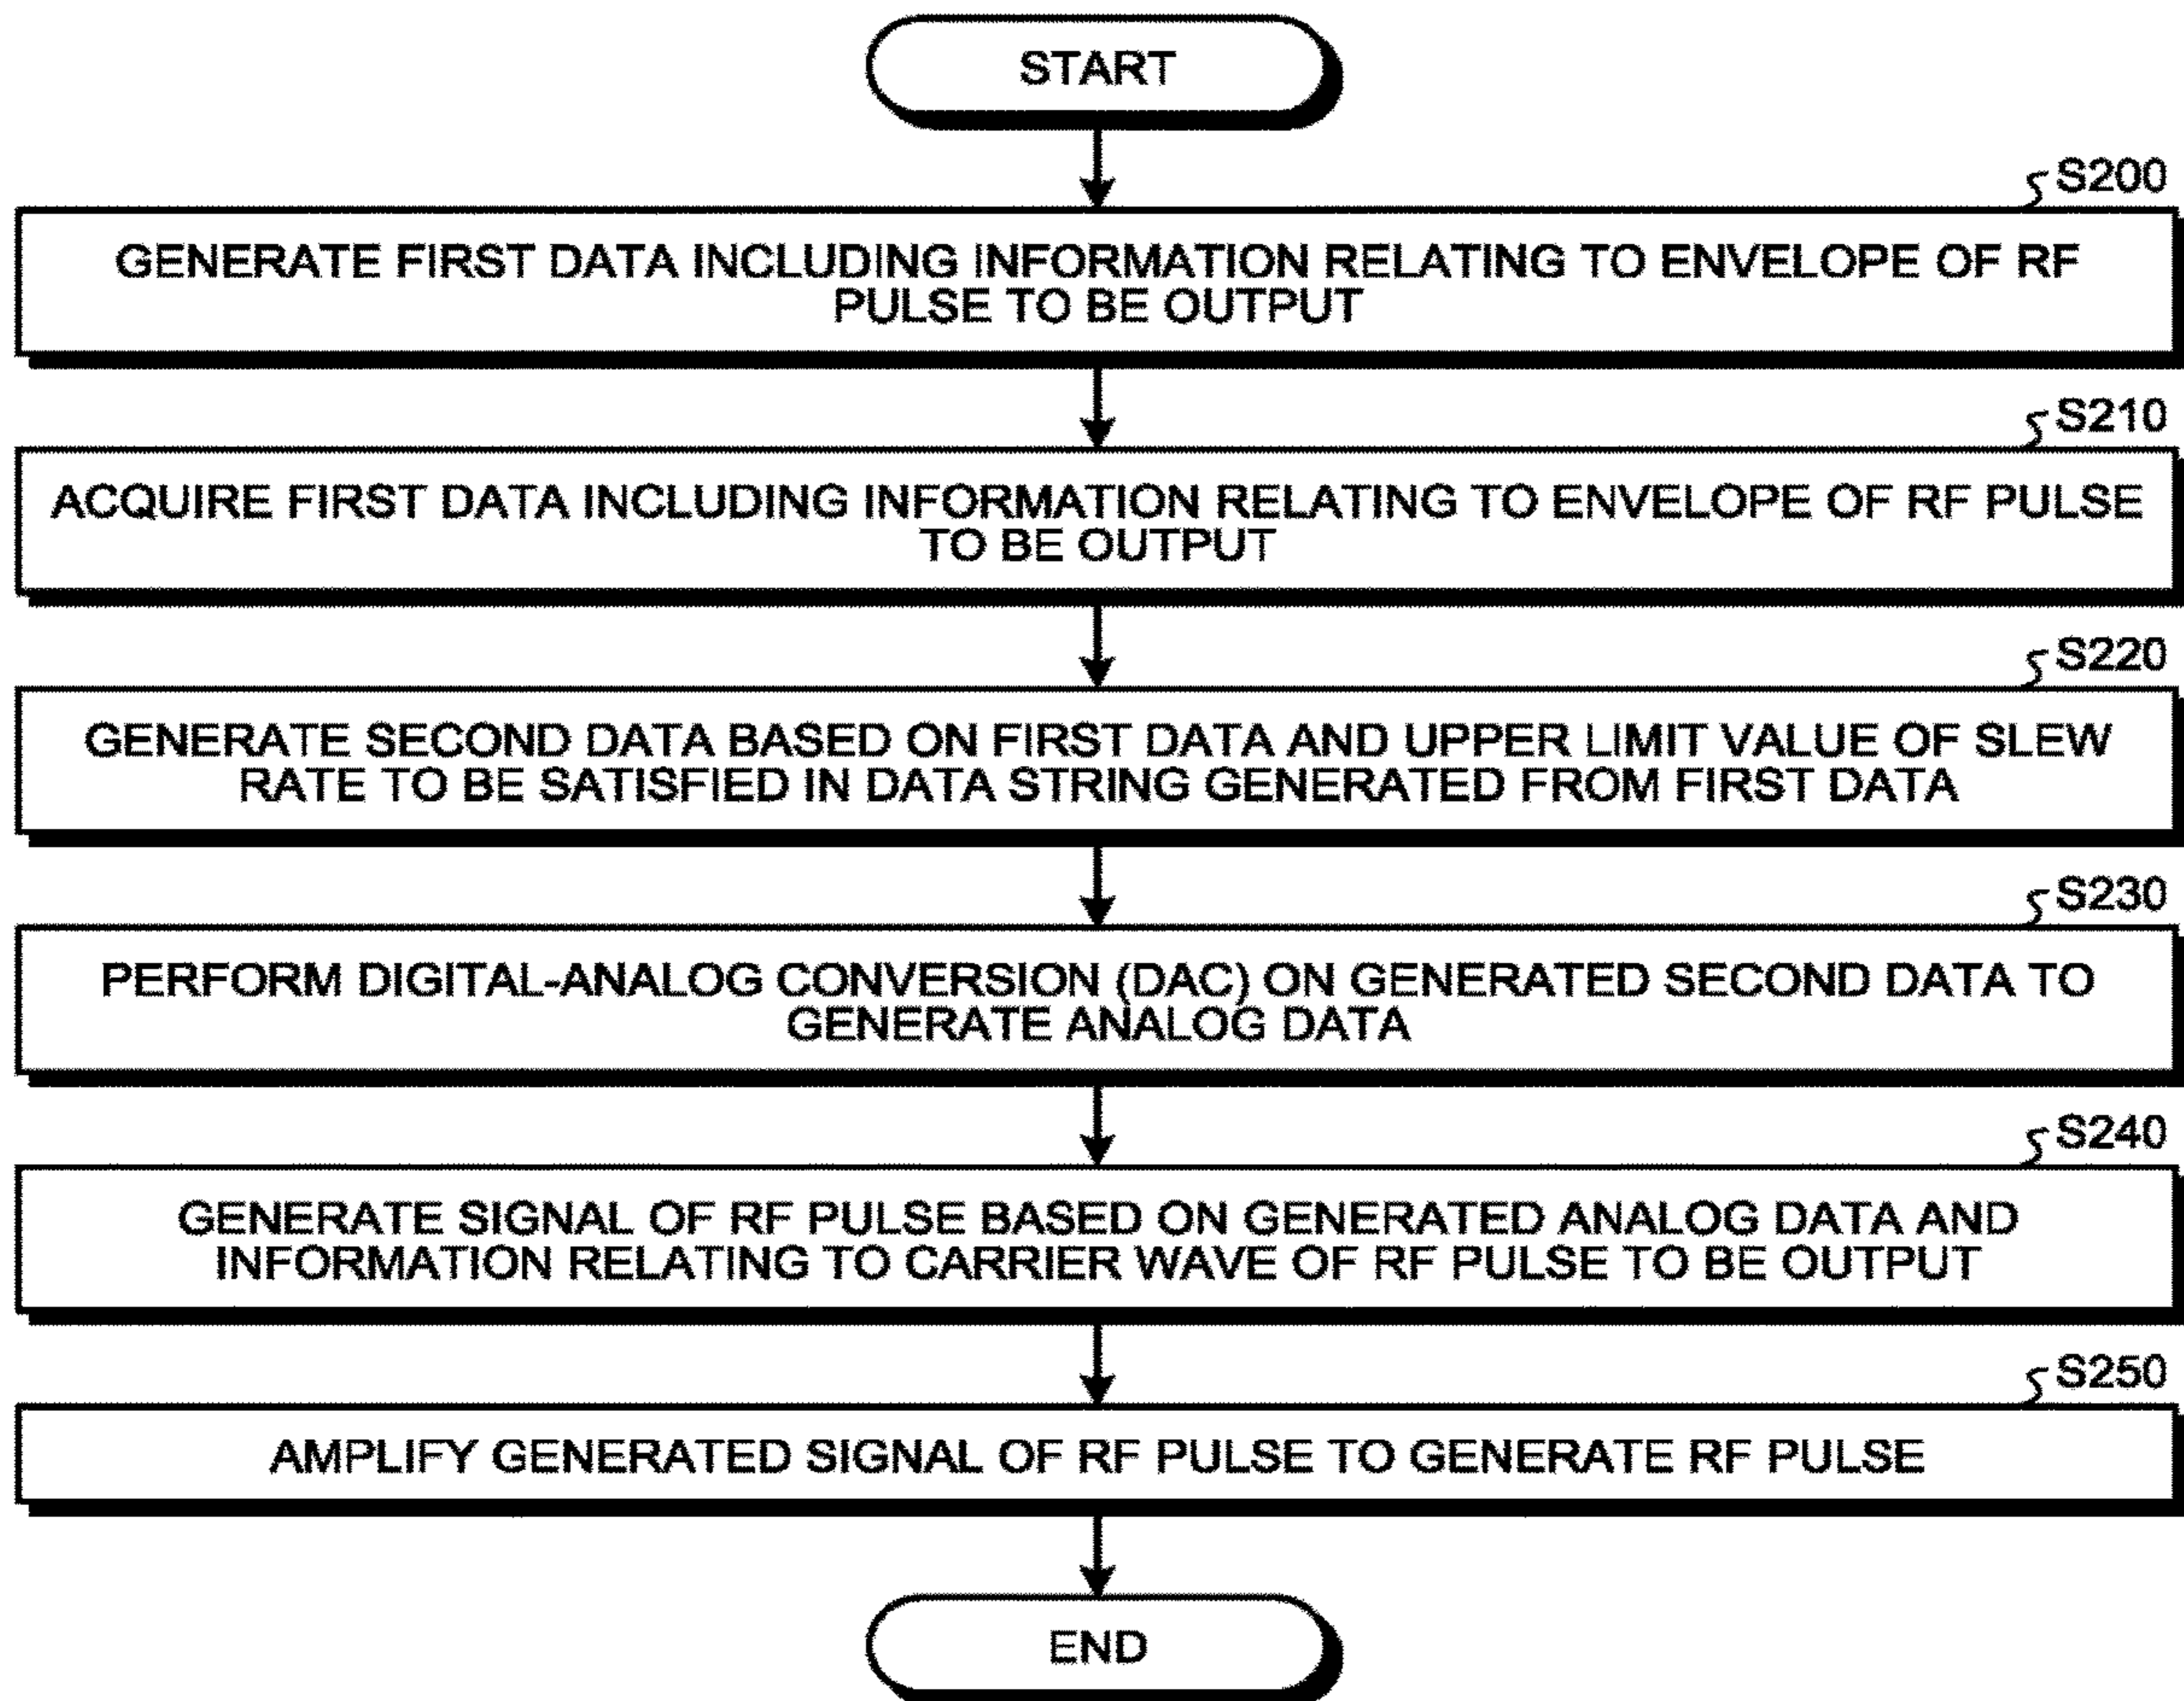 START
S200
GENERATE FIRST DATA INCLUDING INFORMATION RELATING TO ENVELOPE OF RF
PULSE TO BE OUTPUT
S210
ACQUIRE FIRST DATA INCLUDING INFORMATION RELATING TO ENVELOPE OF RF PULSE
TO BE OUTPUT
S220
GENERATE SECOND DATA BASED ON FIRST DATA AND UPPER LIMIT VALUE OF SLEW
RATE TO BE SATISFIED IN DATA STRING GENERATED FROM FIRST DATA
S230
PERFORM DIGITAL-ANALOG CONVERSION (DAC) ON GENERATED SECOND DATA TO
GENERATE ANALOG DATA
S240
GENERATE SIGNAL OF RF PULSE BASED ON GENERATED ANALOG DATA AND
INFORMATION RELATING TO CARRIER WAVE OF RF PULSE TO BE OUTPUT
S250
AMPLIFY GENERATED SIGNAL OF RF PULSE TO GENERATE RF PULSE
END